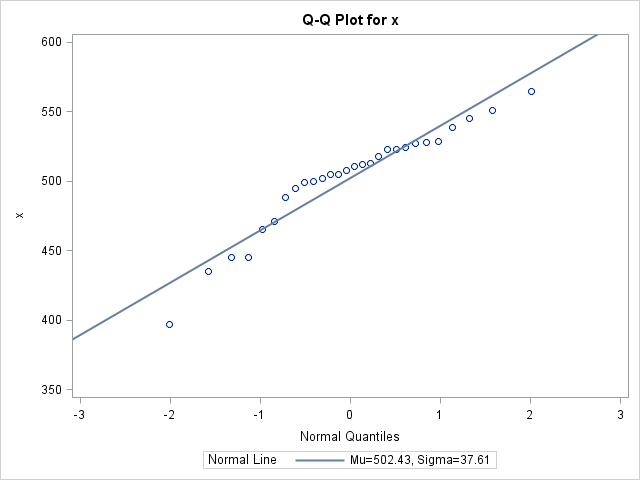 Q-Q Plot for x
600
550
500
450
400
350
x
-3 -2 -1 0 1 2 3
Normal Quantiles
Normal Line Mu=502.43, Sigma=37.61